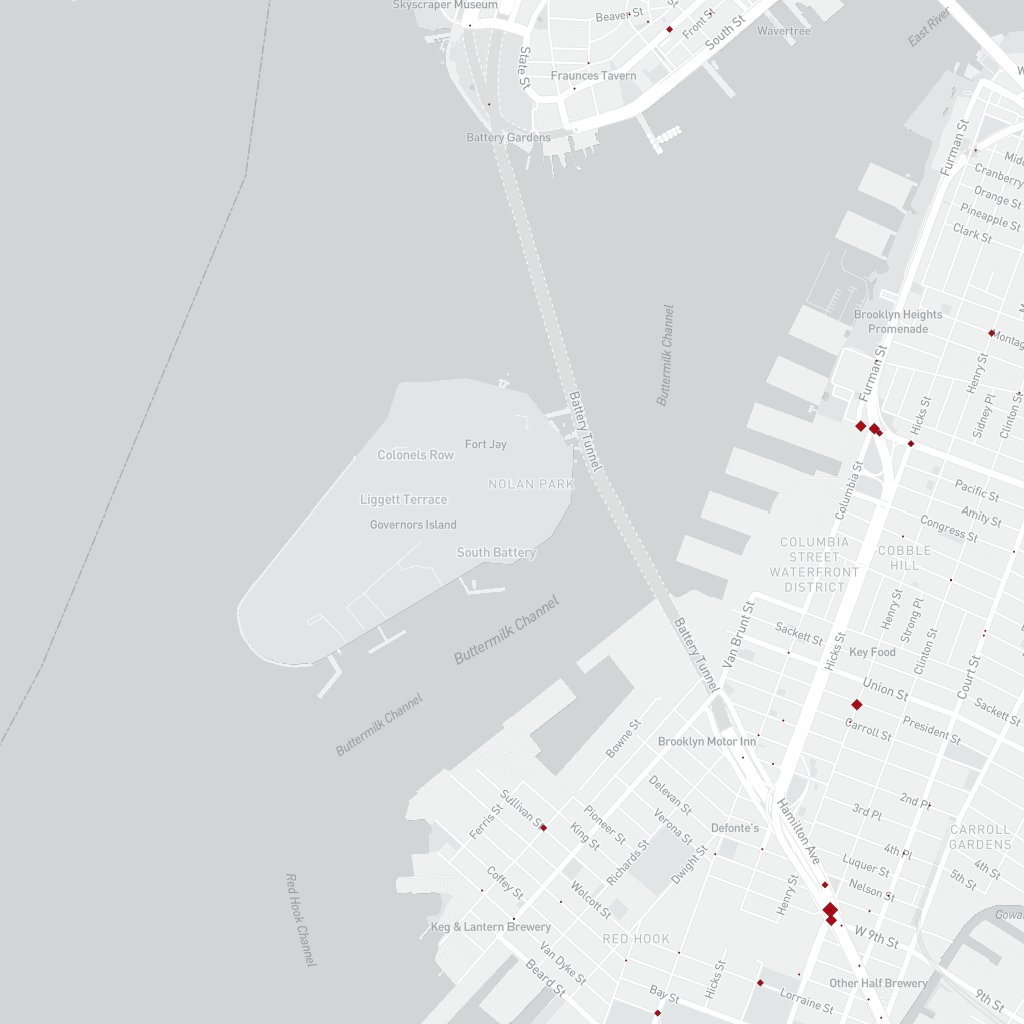 Skyscraper Museum
Beaver St
Front St
South St
Wavertree
East River
State St
Fraunces Tavern
Battery Gardens
Furman St
Cranberry
Orange St
Pineapple St
Clark St
Buttermilk Channel
Brooklyn Heights
Promenade
Henry St
Sidney Pl
Clinton St
Furman St
Hicks St
Battery Tunnel
Fort Jay
Colonels Row
NOLAN PARK
Liggett Terrace
Governors Island
South Battery
Columbia St
Pacific St
Amity St
Congress St
COLUMBIA
STREET
WATERFRONT
DISTRICT
COBBLE
HILL
Buttermilk Channel
Battery Tunnel
Van Brunt St
Sackett St
Hicks St
Henry St
Strong Pl
Clinton St
Court St
Key Food
Union St
Sackett St
President St
Carroll St
Buttermilk Channel
Bowne St
Brooklyn Motor Inn
Delevan St
Verona St
Defonte's
Hamilton Ave
2nd Pl
3rd Pl
4th Pl
CARROLL
GARDENS
Sullivan St
Ferris St
King St
Pioneer St
Richards St
Dwight St
Luquer St
Nelson St
4th St
5th St
Coffey St
Wolcott St
Henry St
Red Hook Channel
Keg & Lantern Brewery
RED HOOK
W 9th St
Van Dyke St
Beard St
Hicks St
Bay St
Other Half Brewery
Lorraine St
9th St